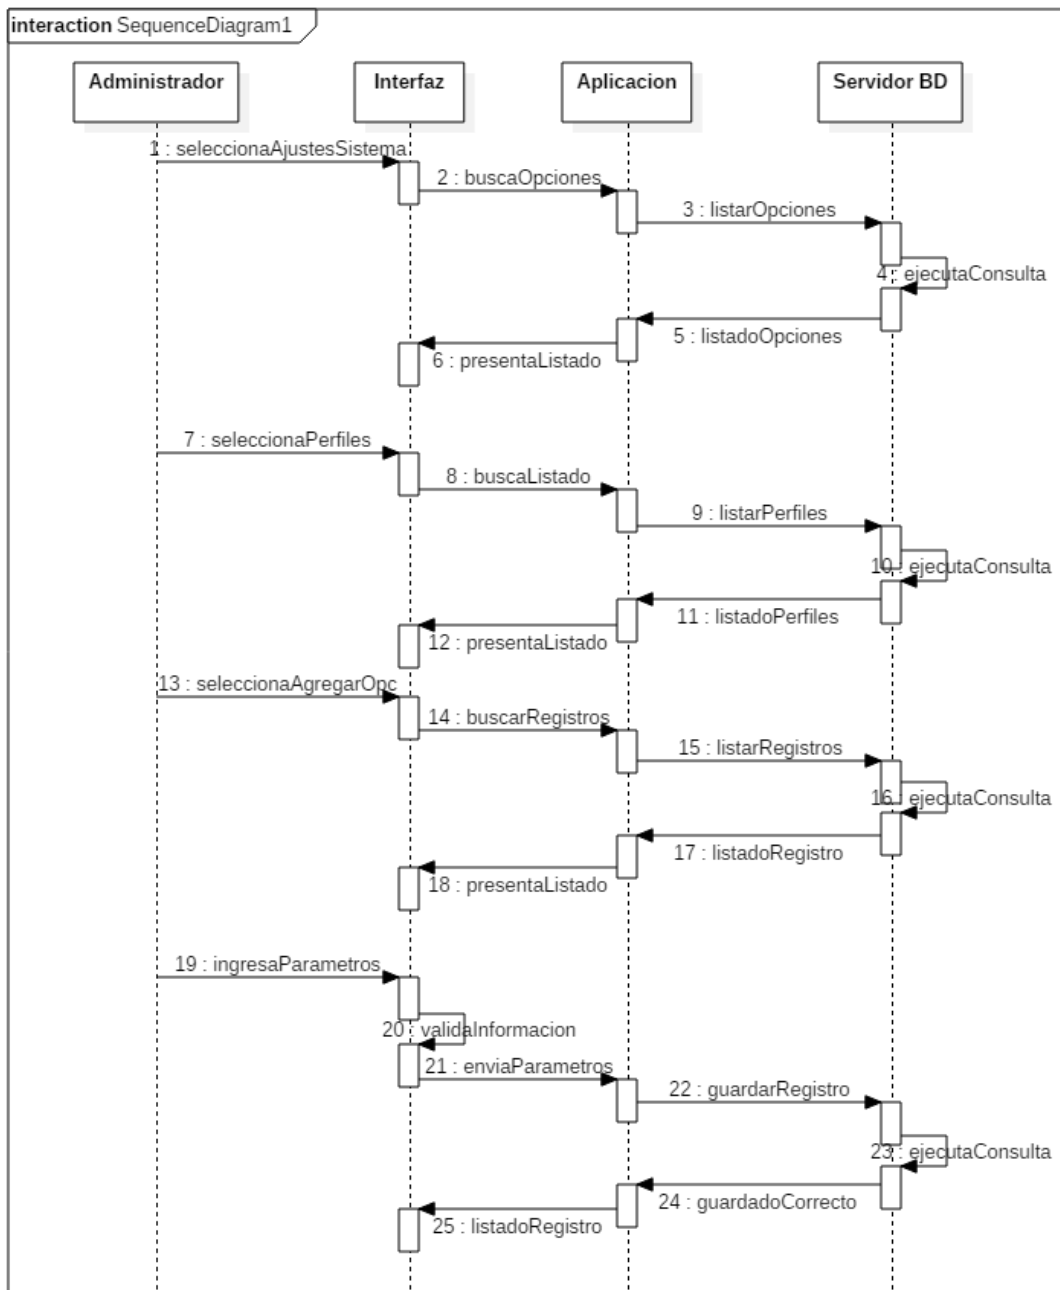 interaction SequenceDiagram1
Administrador
Interfaz
Aplicacion
Servidor BD
1 : seleccionaAjustesSistema
2 : buscaOpciones
3 : listarOpciones
4 : ejecutaConsulta
5 : listadoOpciones
6 : presentaListado
7 : seleccionaPerfiles
8 : buscaListado
9 : listarPerfiles
10 : ejecutaConsulta
11 : listadoPerfiles
12 : presentaListado
13 : seleccionaAgregarOpc
14 : buscarRegistros
15 : listarRegistros
16 : ejecutaConsulta
17 : listadoRegistro
18 : presentaListado
19 : ingresaParametros
20 : validaInformacion
21 : enviaParametros
22 : guardarRegistro
23 : ejecutaConsulta
24 : guardadoCorrecto
25 : listadoRegistro